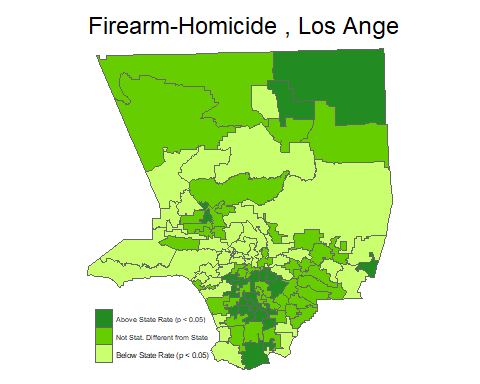 Firearm-Homicide , Los Ange
Above State Rate (p < 0.05)
Not Stat. Different from State
Below State Rate (p < 0.05)